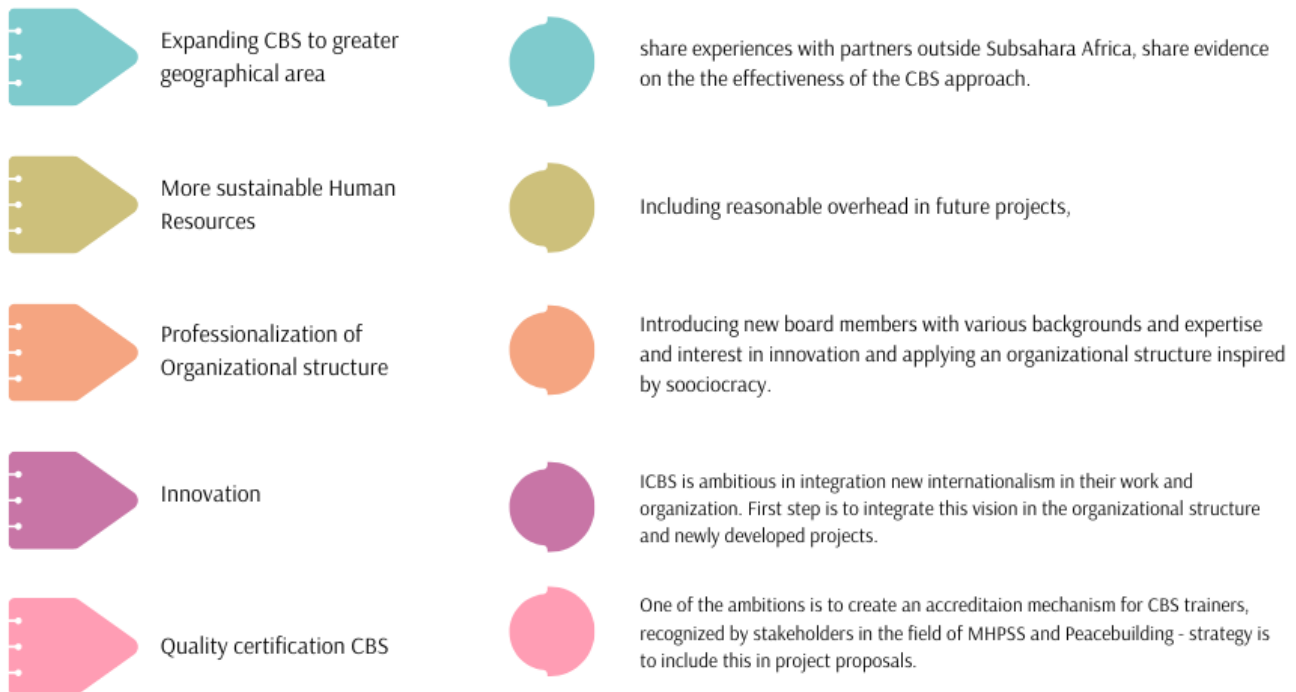 Expanding CBS to greater
geographical area
share experiences with partners outside Subsahara Africa, share evidence
on the the effectiveness of the CBS approach.
More sustainable Human
Resources
Including reasonable overhead in future projects,
Professionalization of
Organizational structure
Introducing new board members with various backgrounds and expertise
and interest in innovation and applying an organizational structure inspired
by soociocracy.
Innovation
ICBS is ambitious in integration new internationalism in their work and
organization. First step is to integrate this vision in the organizational structure
and newly developed projects.
Quality certification CBS
One of the ambitions is to create an accreditaion mechanism for CBS trainers,
recognized by stakeholders in the field of MHPSS and Peacebuilding - strategy is
to include this in project proposals.